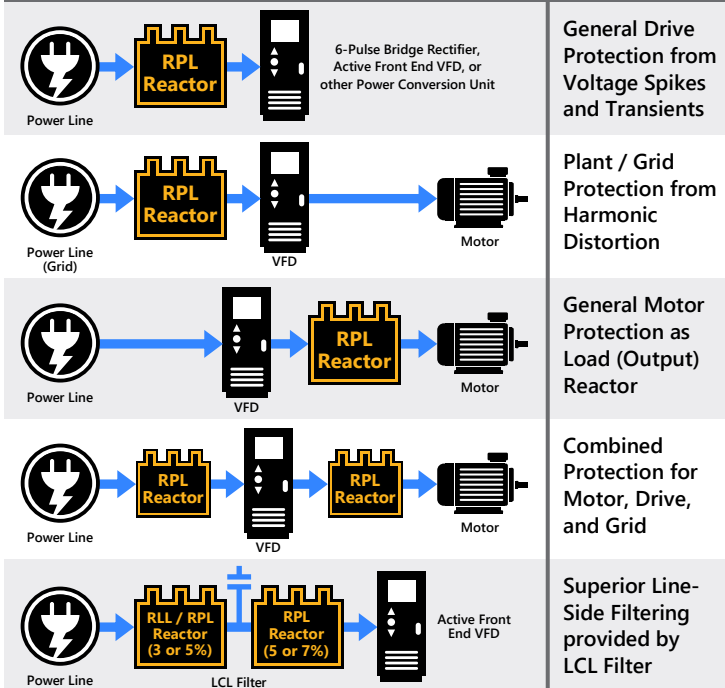 Power Line
RPL
Reactor
6-Pulse Bridge Rectifier,
Active Front End VFD, or
other Power Conversion Unit
General Drive
Protection from
Voltage Spikes
and Transients
Power Line
(Grid)
RPL
Reactor
VFD
Motor
Plant / Grid
Protection from
Harmonic
Distortion
Power Line
VFD
RPL
Reactor
Motor
General Motor
Protection as
Load (Output)
Reactor
Power Line
RPL
Reactor
VFD
RPL
Reactor
Motor
Combined
Protection for
Motor, Drive,
and Grid
Power Line
RLL / RPL
Reactor
(3 or 5%)
LCL Filter
RPL
Reactor
(5 or 7%)
Active Front
End VFD
Superior Line-
Side Filtering
provided by
LCL Filter